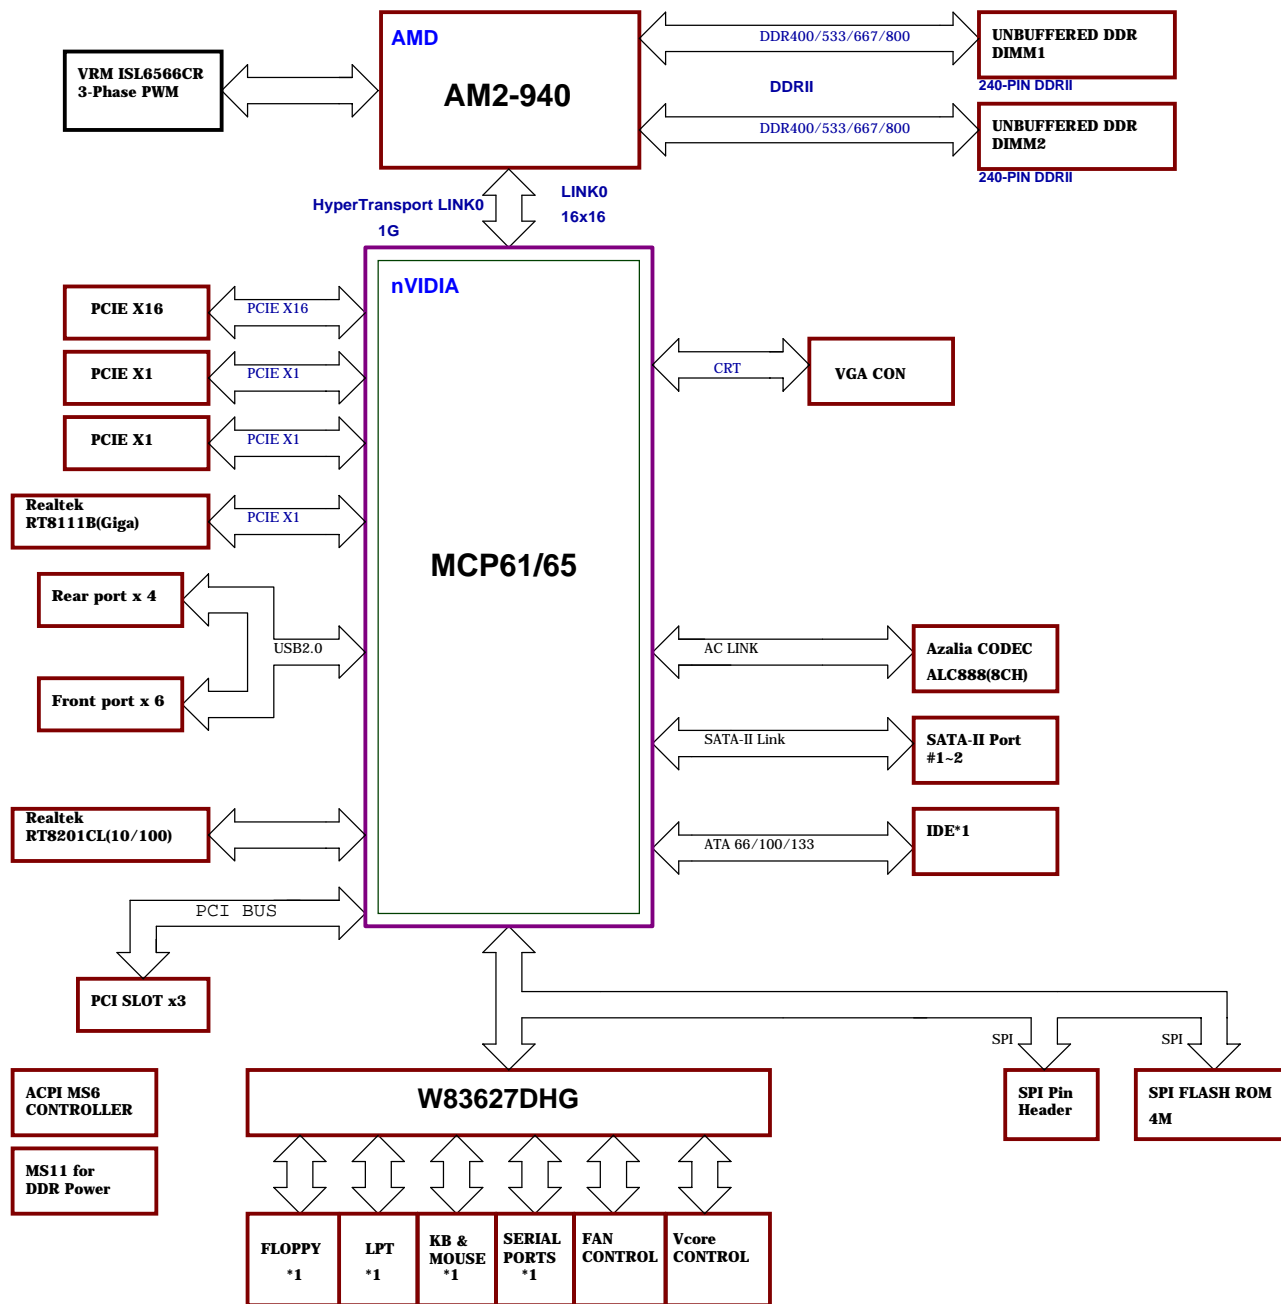 AMD
AM2-940
VRM ISL6566CR
3-Phase PWM
DDR400/533/667/800
UNBUFFERED DDR
DIMM1
240-PIN DDRII
DDRII
DDR400/533/667/800
UNBUFFERED DDR
DIMM2
240-PIN DDRII
HyperTransport LINK0
1G
LINK0
16x16
nVIDIA
MCP61/65
PCIE X16
PCIE X16
PCIE X1
PCIE X1
PCIE X1
PCIE X1
Realtek
RT8111B(Giga)
PCIE X1
Rear port x 4
USB2.0
Front port x 6
Realtek
RT8201CL(10/100)
PCI BUS
PCI SLOT x3
CRT
VGA CON
AC LINK
Azalia CODEC
ALC888(8CH)
SATA-II Link
SATA-II Port
#1~2
ATA 66/100/133
IDE*1
SPI
SPI
SPI Pin
Header
SPI FLASH ROM
4M
ACPI MS6
CONTROLLER
MS11 for
DDR Power
W83627DHG
FLOPPY
*1
LPT
*1
KB &
MOUSE
*1
SERIAL
PORTS
*1
FAN
CONTROL
Vcore
CONTROL